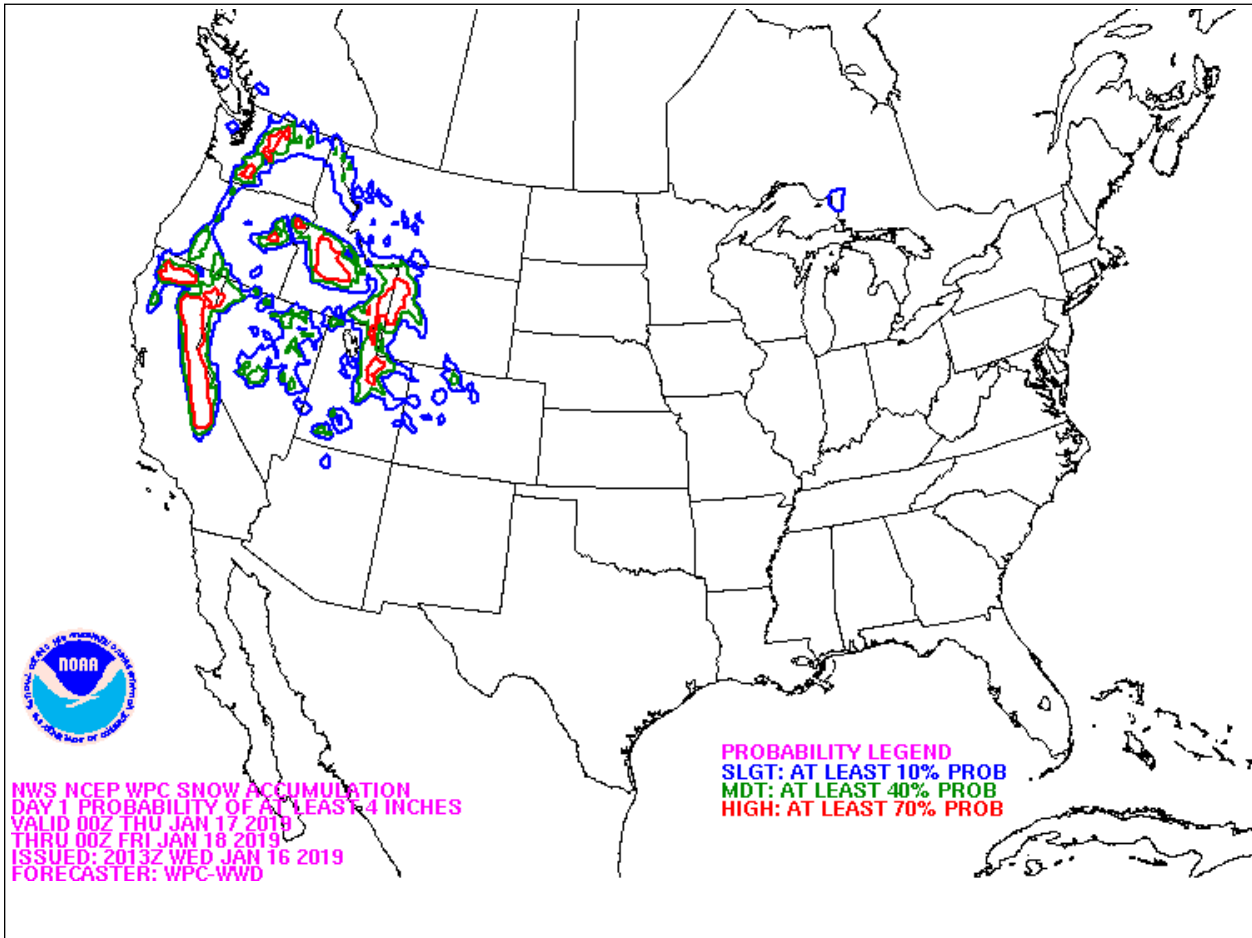 NOAA
PROBABILITY LEGEND
SLGT: AT LEAST 10% PROB
MDT: AT LEAST 40% PROB
HIGH: AT LEAST 70% PROB
NWS NCEP WPC SNOW ACCUMULATION
DAY 1 PROBABILITY OF AT LEAST 4 INCHES
VALID 00Z THU JAN 17 2019
THRU 00Z FRI JAN 18 2019
ISSUED: 2013Z WED JAN 16 2019
FORECASTER: WPC-WWD